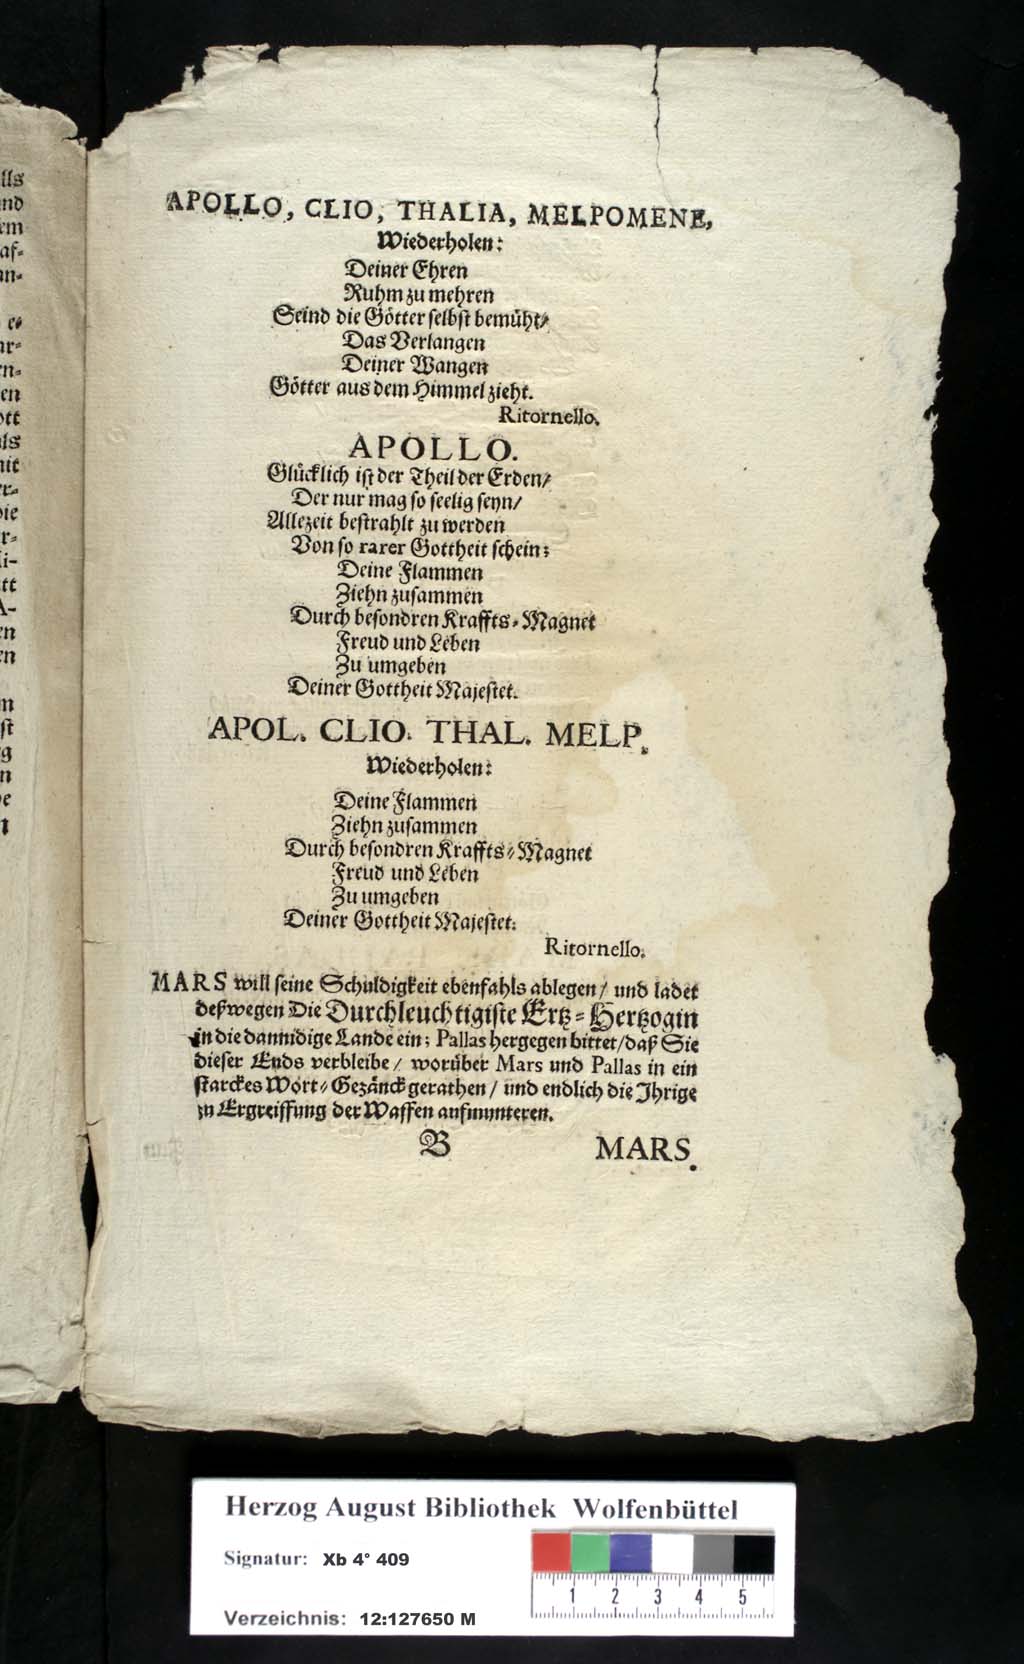 APOLLO, CLIO, THALIA, MELPOMENE,
Wiederholen:
Deiner Ehren
Ruhm zu mehren
Seind die Götter selbst bemüht/
Das Verlangen
Deiner Wangen
Götter aus dem Himmel zieht.
Ritornello.
APOLLO.
Glücklich ist der Theil der Erden/
Der nur mag so seelig seyn/
Allezeit bestrahlt zu werden
Von so rarer Gottheit schein;
Deine Flammen
Ziehn zusammen
Durch besondren Kraffts-Magnet
Freud und Leben
Zu umgeben
Deiner Gottheit Majestet.
APOL. CLIO. THAL. MELP.
Wiederholen:
Deine Flammen
Ziehn zusammen
Durch besondren Kraffts-Magnet
Freud und Leben
Zu umgeben
Deiner Gottheit Majestet.
Ritornello.
MARS will seine Schuldigkeit ebenfahls ablegen/ und ladet
deßwegen Die Durchleuchtigiste Ertz-Hertzogin
in die dannidige Lande ein; Pallas hergegen bittet/daß Sie
dieser Ends verbleibe/ worüber Mars und Pallas in ein
starckes Wort-Gezänck gerathen/ und endlich die Ihrige
zu Ergreiffung der Waffen aufmunteren.
B MARS.
Herzog August Bibliothek Wolfenbüttel
Signatur: Xb 4° 409
1 2 3 4 5
Verzeichnis: 12:127650 M